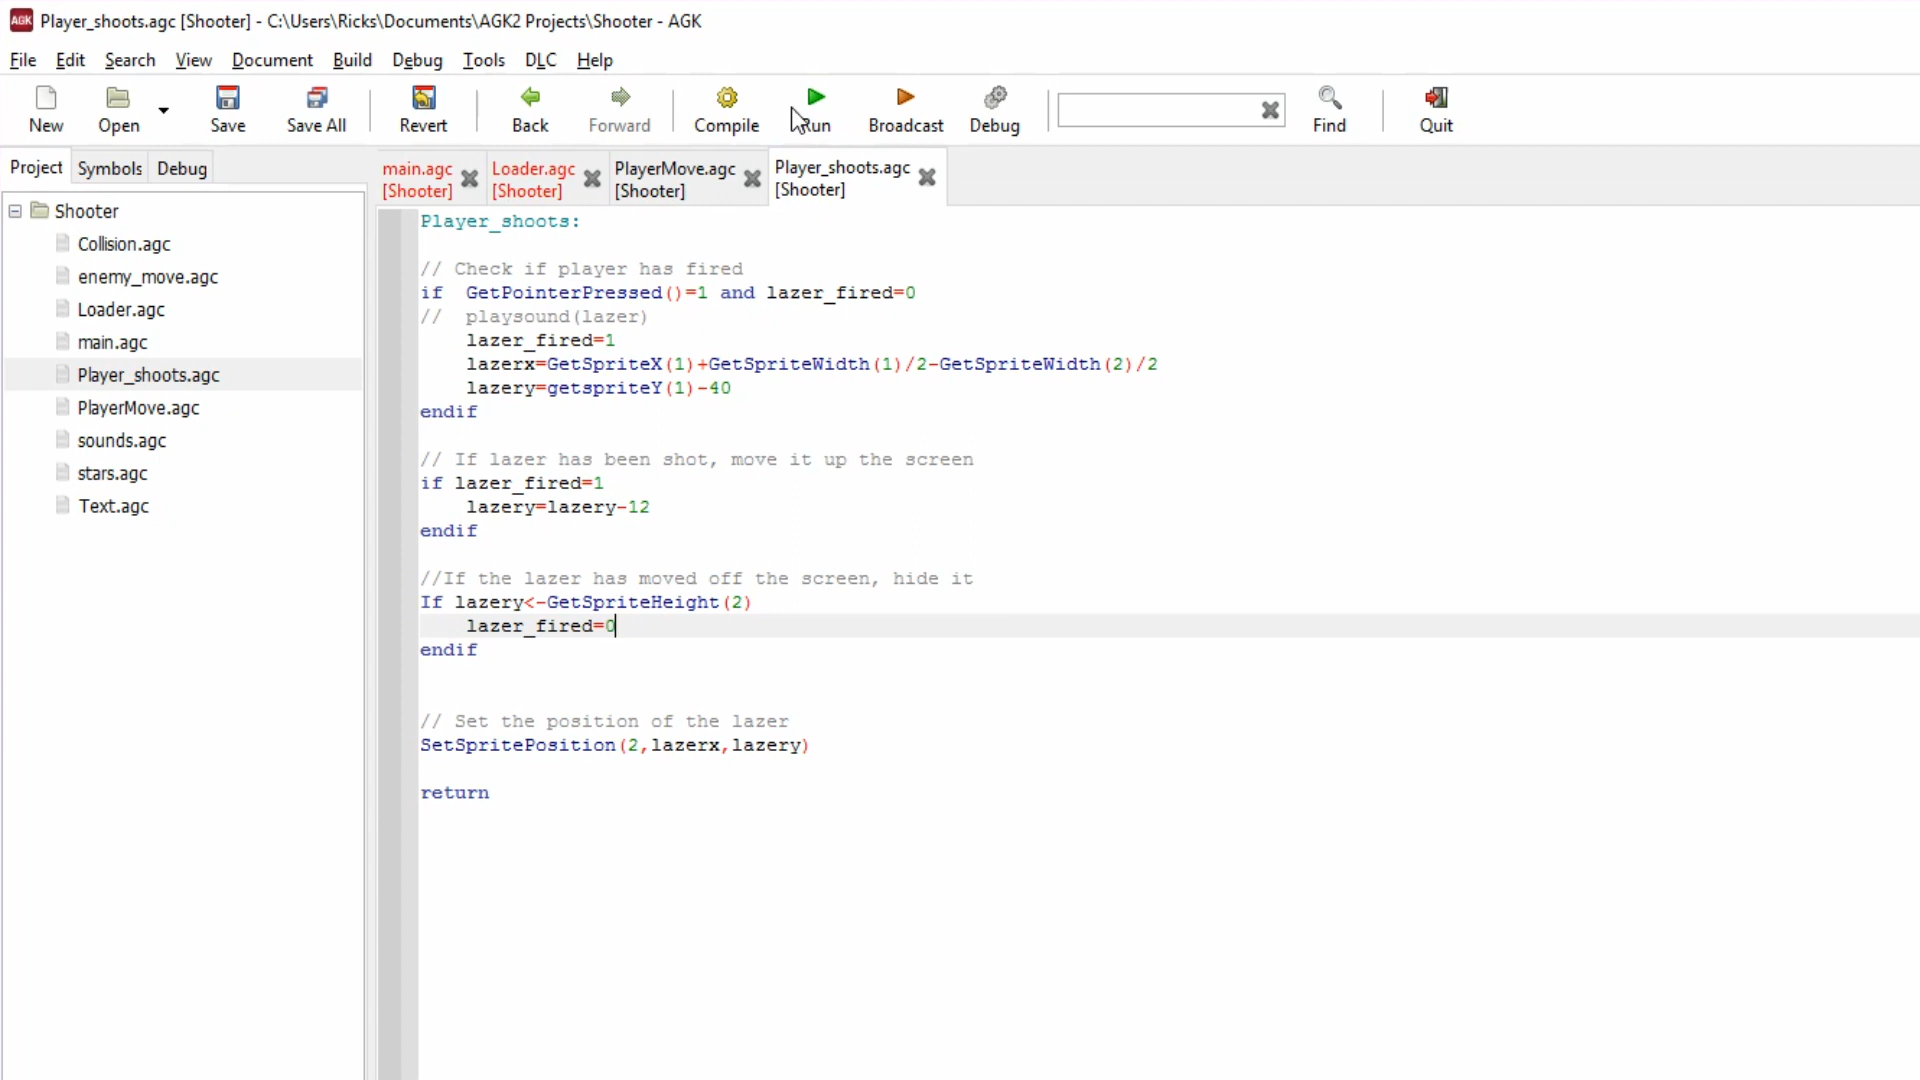 AGK Player_shoots.agc [Shooter] - C:\Users\Ricks\Documents\AGK2 Projects\Shooter - AGK
File Edit Search View Document Build Debug Tools DLC Help
New Open Save Save All Revert Back Forward Compile Run Broadcast Debug Find Quit
Project Symbols Debug
main.agc [Shooter]
Loader.agc [Shooter]
PlayerMove.agc [Shooter]
Player_shoots.agc [Shooter]
Shooter
Collision.agc
enemy_move.agc
Loader.agc
main.agc
Player_shoots.agc
PlayerMove.agc
sounds.agc
stars.agc
Text.agc
Player_shoots:
// Check if player has fired
if  GetPointerPressed()=1 and lazer_fired=0
//  playsound(lazer)
    lazer_fired=1
    lazerx=GetSpriteX(1)+GetSpriteWidth(1)/2-GetSpriteWidth(2)/2
    lazery=getspriteY(1)-40
endif
// If lazer has been shot, move it up the screen
if lazer_fired=1
    lazery=lazery-12
endif
//If the lazer has moved off the screen, hide it
If lazery<-GetSpriteHeight(2)
    lazer_fired=0
endif
// Set the position of the lazer
SetSpritePosition(2,lazerx,lazery)
return